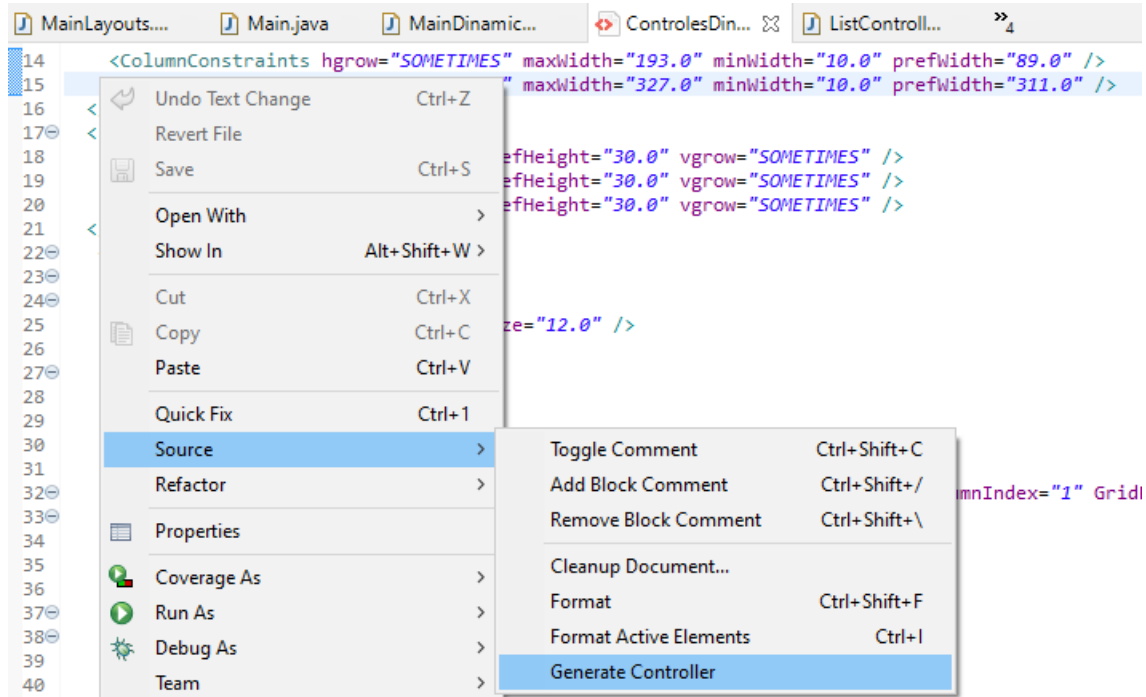 MainLayouts.... Main.java MainDinamic... ControlesDin... ListControll... »4
14 <ColumnConstraints hgrow="SOMETIMES" maxWidth="193.0" minWidth="10.0" prefWidth="89.0" />
15 " maxWidth="327.0" minWidth="10.0" prefWidth="311.0" />
16 <
17 <
18 efHeight="30.0" vgrow="SOMETIMES" />
19 efHeight="30.0" vgrow="SOMETIMES" />
20 efHeight="30.0" vgrow="SOMETIMES" />
21 <
22
23
24
25 ze="12.0" />
26
27
28
29
30
31
32 mnIndex="1" Grid
33
34
35
36
37
38
39
40
Undo Text Change Ctrl+Z
Revert File
Save Ctrl+S
Open With >
Show In Alt+Shift+W >
Cut Ctrl+X
Copy Ctrl+C
Paste Ctrl+V
Quick Fix Ctrl+1
Source >
Refactor >
Properties
Coverage As >
Run As >
Debug As >
Team >
Toggle Comment Ctrl+Shift+C
Add Block Comment Ctrl+Shift+/
Remove Block Comment Ctrl+Shift+\
Cleanup Document...
Format Ctrl+Shift+F
Format Active Elements Ctrl+I
Generate Controller